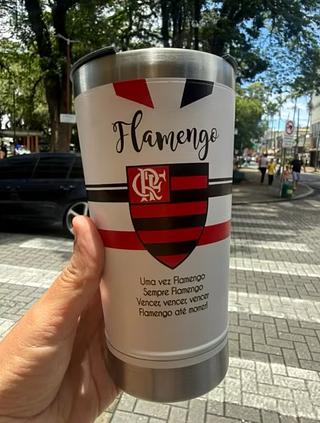 Flamengo
CRF
Uma vez Flamengo
Sempre Flamengo
Vencer, vencer, vencer
Flamengo até morrer!